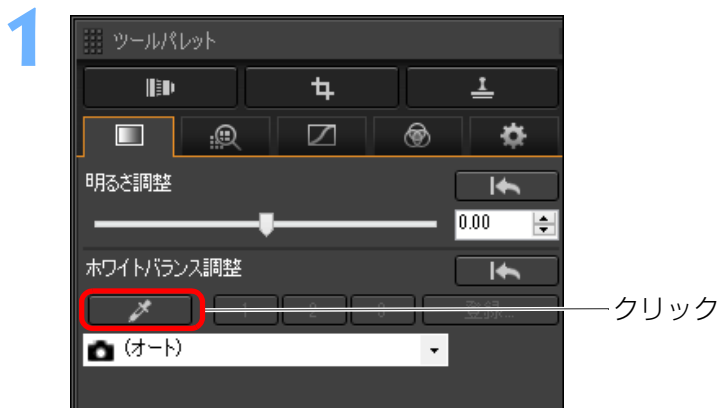 1
ツールパレット
明るさ調整
0.00
ホワイトバランス調整
1 2 3 登録...
クリック
(オート)